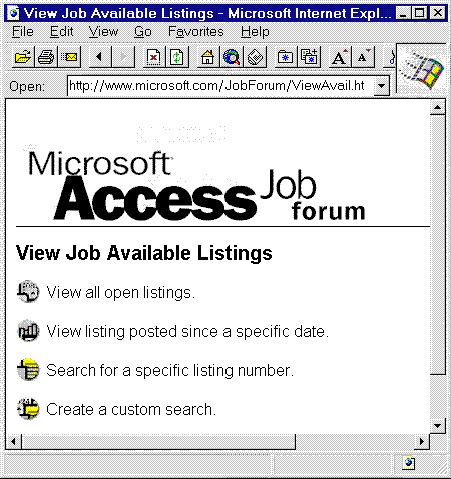 View Job Available Listings - Microsoft Internet Expl...
File Edit View Go Favorites Help
A A
Open: http://www.microsoft.com/JobForum/ViewAvail.ht
Microsoft
Access Job
forum
View Job Available Listings
View all open listings.
View listing posted since a specific date.
Search for a specific listing number.
Create a custom search.